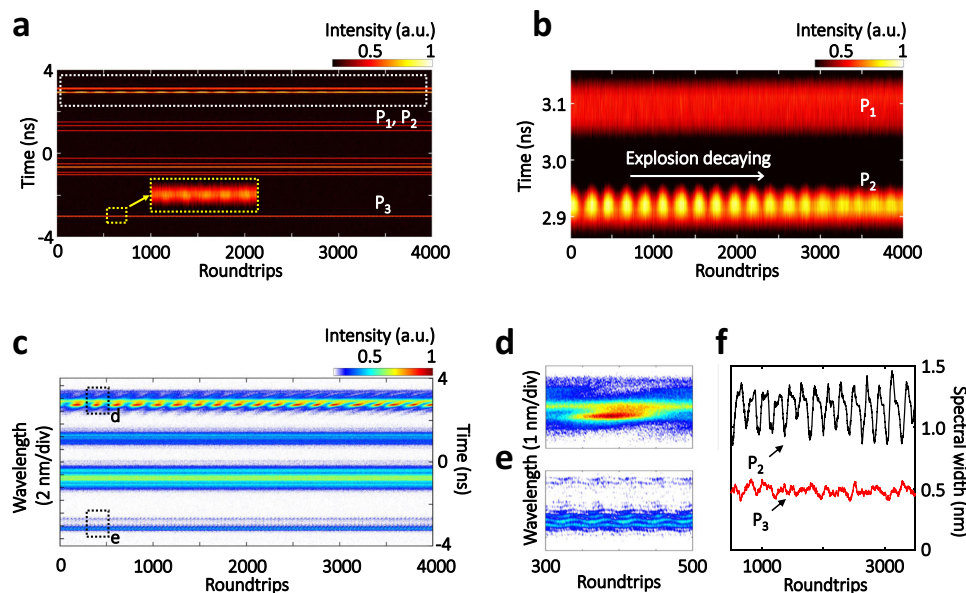 a
Intensity (a.u.)
0.5 1
4
0
-4
Time (ns)
P1, P2
P3
0 1000 2000 3000 4000
Roundtrips
b
Intensity (a.u.)
0.5 1
3.1
3.0
2.9
Time (ns)
P1
Explosion decaying
P2
0 1000 2000 3000 4000
Roundtrips
c
Intensity (a.u.)
0.5 1
4
0
-4
Wavelength
(2 nm/div)
Time (ns)
d
e
0 1000 2000 3000 4000
Roundtrips
d
e
Wavelength (1 nm/div)
300 500
Roundtrips
f
1.5
1.0
0.5
0
Spectral width (nm)
P2
P3
1000 3000
Roundtrips